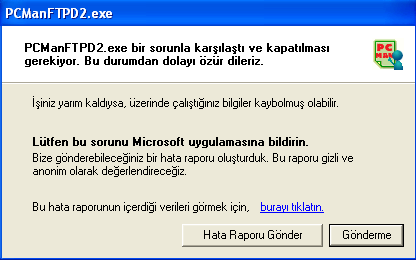 PCManFTPD2.exe
PCManFTPD2.exe bir sorunla karşılaştı ve kapatılması
gerekiyor. Bu durumdan dolayı özür dileriz.
PC
MAN
İşiniz yarım kaldıysa, üzerinde çalıştığınız bilgiler kaybolmuş olabilir.
Lütfen bu sorunu Microsoft uygulamasına bildirin.
Bize gönderebileceğiniz bir hata raporu oluşturduk. Bu raporu gizli ve
anonim olarak değerlendireceğiz.
Bu hata raporunun içerdiği verileri görmek için, burayı tıklatın.
Hata Raporu Gönder
Gönderme